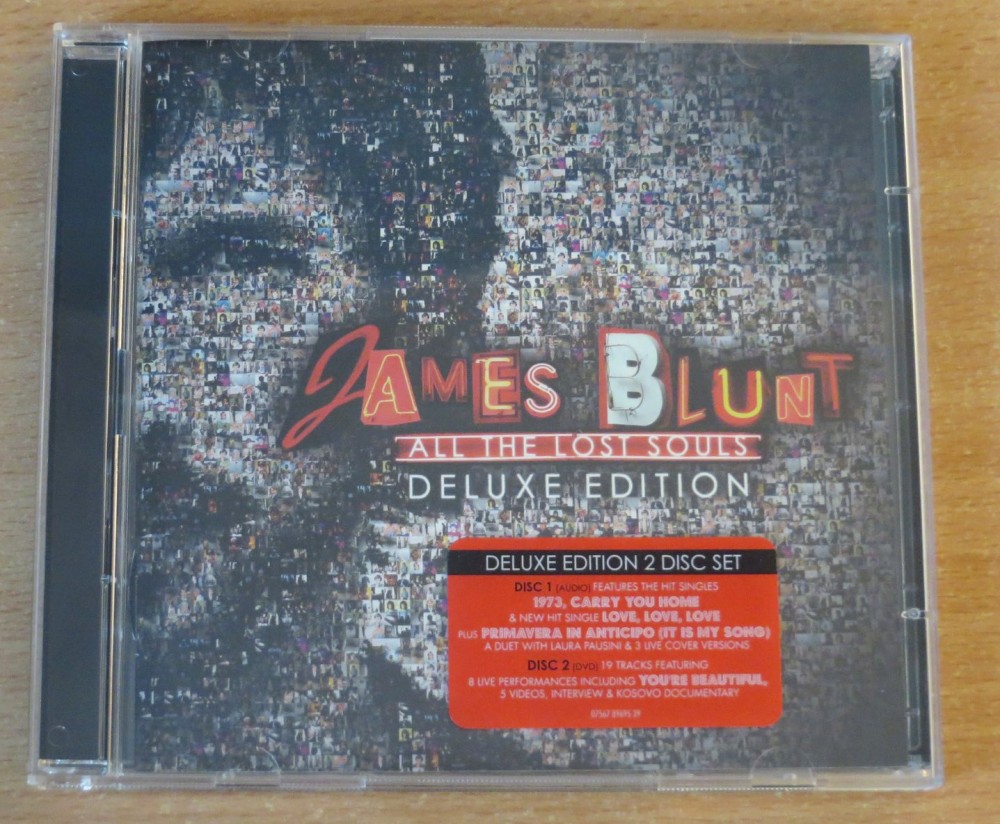 JAMES BLUNT
ALL THE LOST SOULS
DELUXE EDITION
DELUXE EDITION 2 DISC SET
DISC 1 (AUDIO) FEATURES THE HIT SINGLES
1973, CARRY YOU HOME
& NEW HIT SINGLE LOVE, LOVE, LOVE
PLUS PRIMAVERA IN ANTICIPO (IT IS MY SONG)
A DUET WITH LAURA PAUSINI & 3 LIVE COVER VERSIONS
DISC 2 (DVD) 19 TRACKS FEATURING
8 LIVE PERFORMANCES INCLUDING YOU'RE BEAUTIFUL,
5 VIDEOS, INTERVIEW & KOSOVO DOCUMENTARY